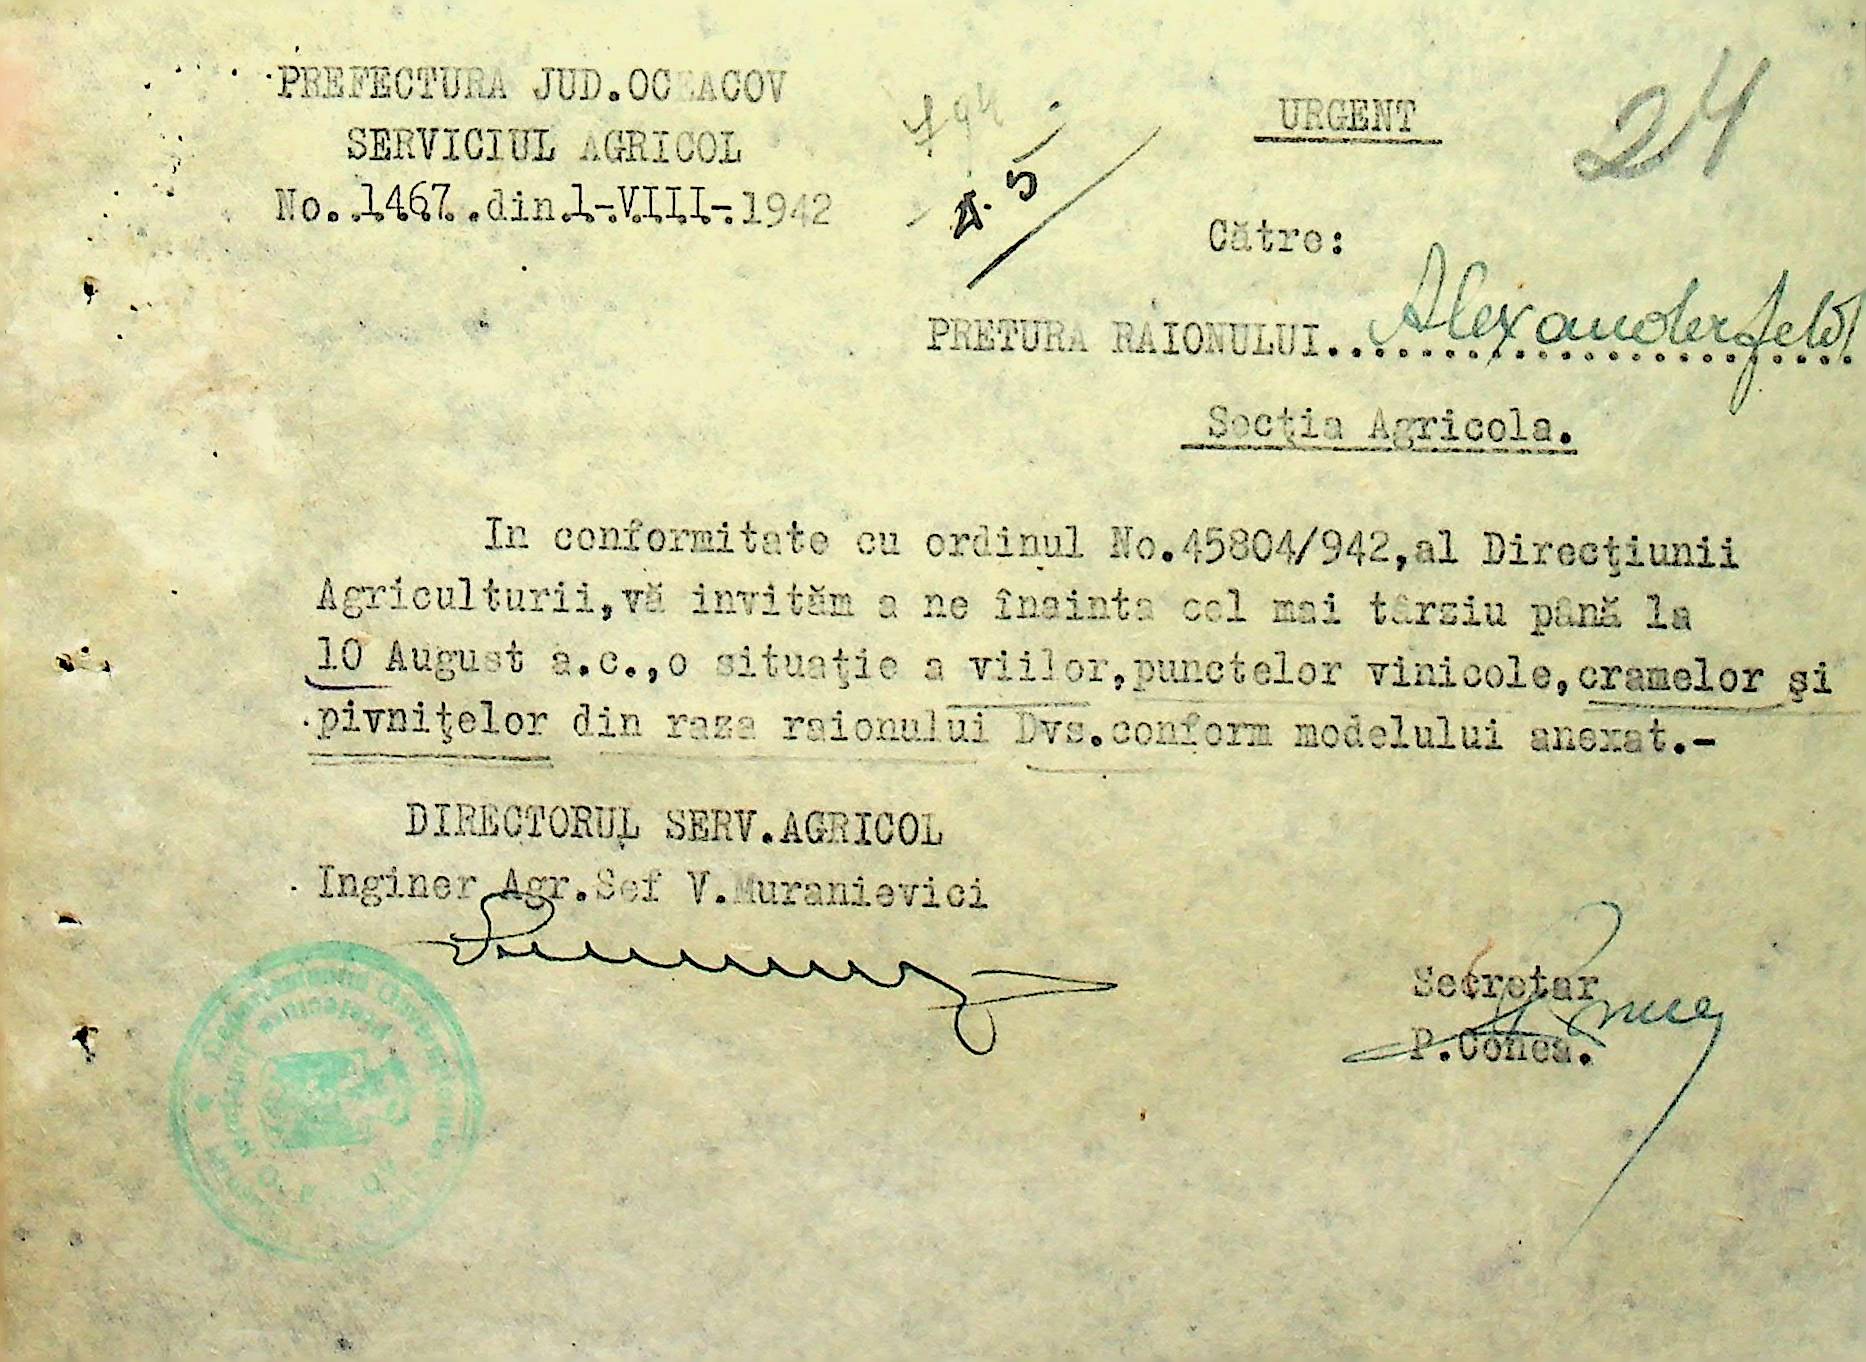 PREFECTURA JUD.OCEACOV
SERVICIUL AGRICOL
No..1467..din.1-.VIII-.1942
URGENT
24
Către:
PRETURA RAIONULUI..Alexanderfeld
Secţia Agricola.
In conformitate cu ordinul No.45804/942,al Direcţiunii
Agriculturii,vă invităm a ne înainta cel mai târziu până la
10 August a.c.,o situaţie a viilor,punctelor vinicole,cramelor şi
pivniţelor din raza raionului Dvs.conform modelului anexat.-
DIRECTORUL SERV.AGRICOL
Inginer Agr.Sef V.Muranievici
Secretar
P.Conea.